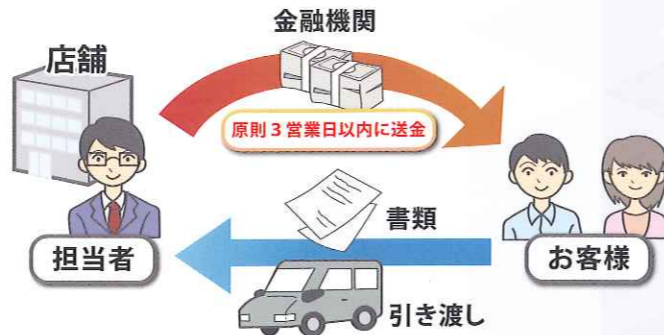 金融機関
店舗
原則3営業日以内に送金
書類
担当者
お客様
引き渡し